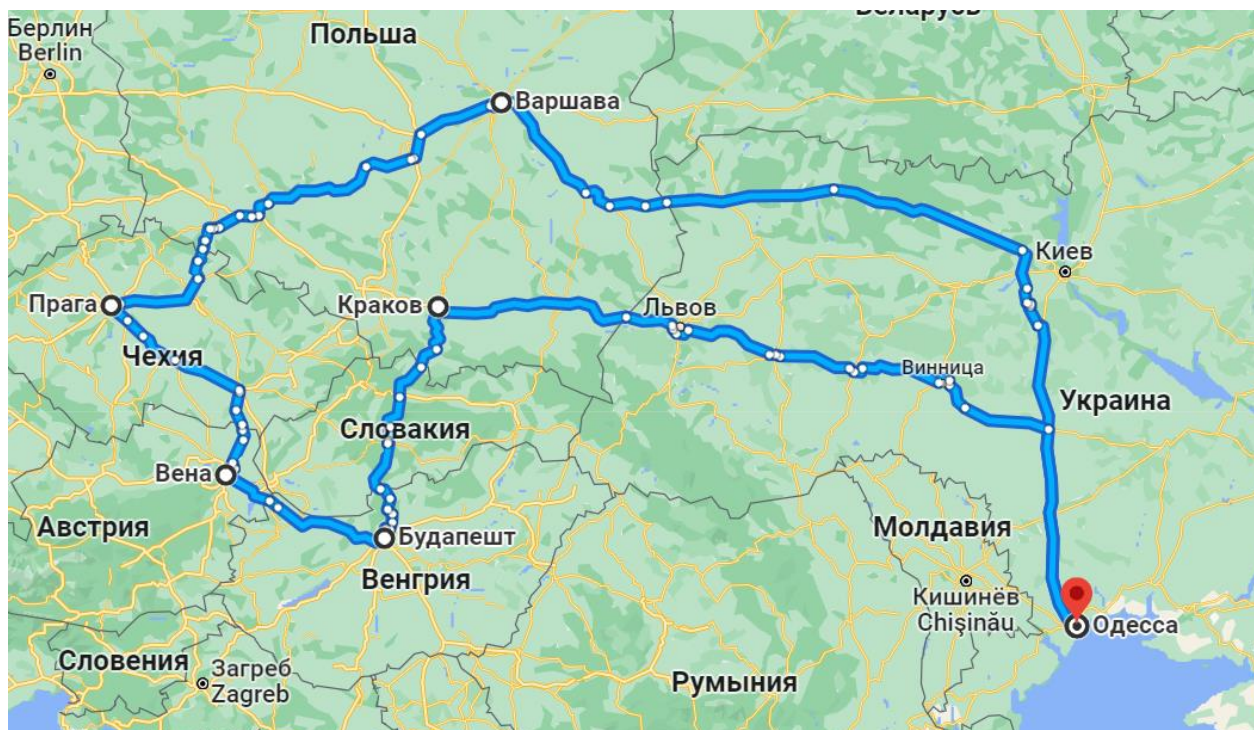 Беларусь
Берлин
Berlin
Польша
Варшава
Киев
Прага
Краков
Львов
Чехия
Винница
Украина
Словакия
Вена
Австрия
Будапешт
Молдавия
Венгрия
Кишинёв
Chişinău
Одесса
Словения
Загреб
Zagreb
Румыния